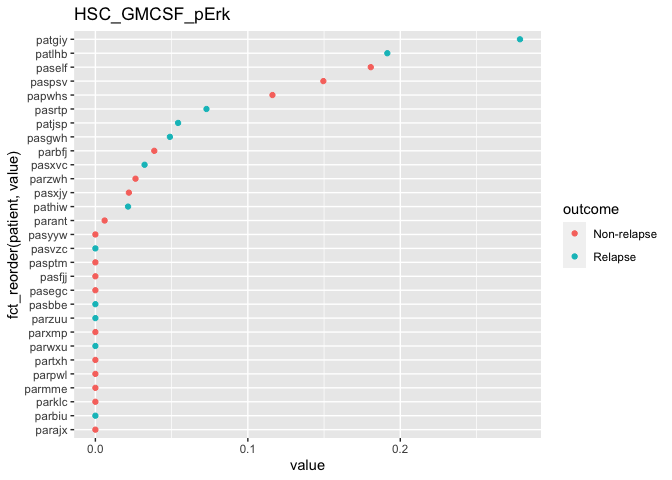 HSC_GMCSF_pErk
fct_reorder(patient, value)
patgiy
patlhb
paself
paspsv
papwhs
pasrtp
patjsp
pasgwh
parbfj
pasxvc
parzwh
pasxjy
pathiw
parant
pasyyw
pasvzc
pasptm
pasfjj
pasegc
pasbbe
parzuu
parxmp
parwxu
partxh
parpwl
parmme
parklc
parbiu
parajx
0.0 0.1 0.2
value
outcome
Non-relapse
Relapse